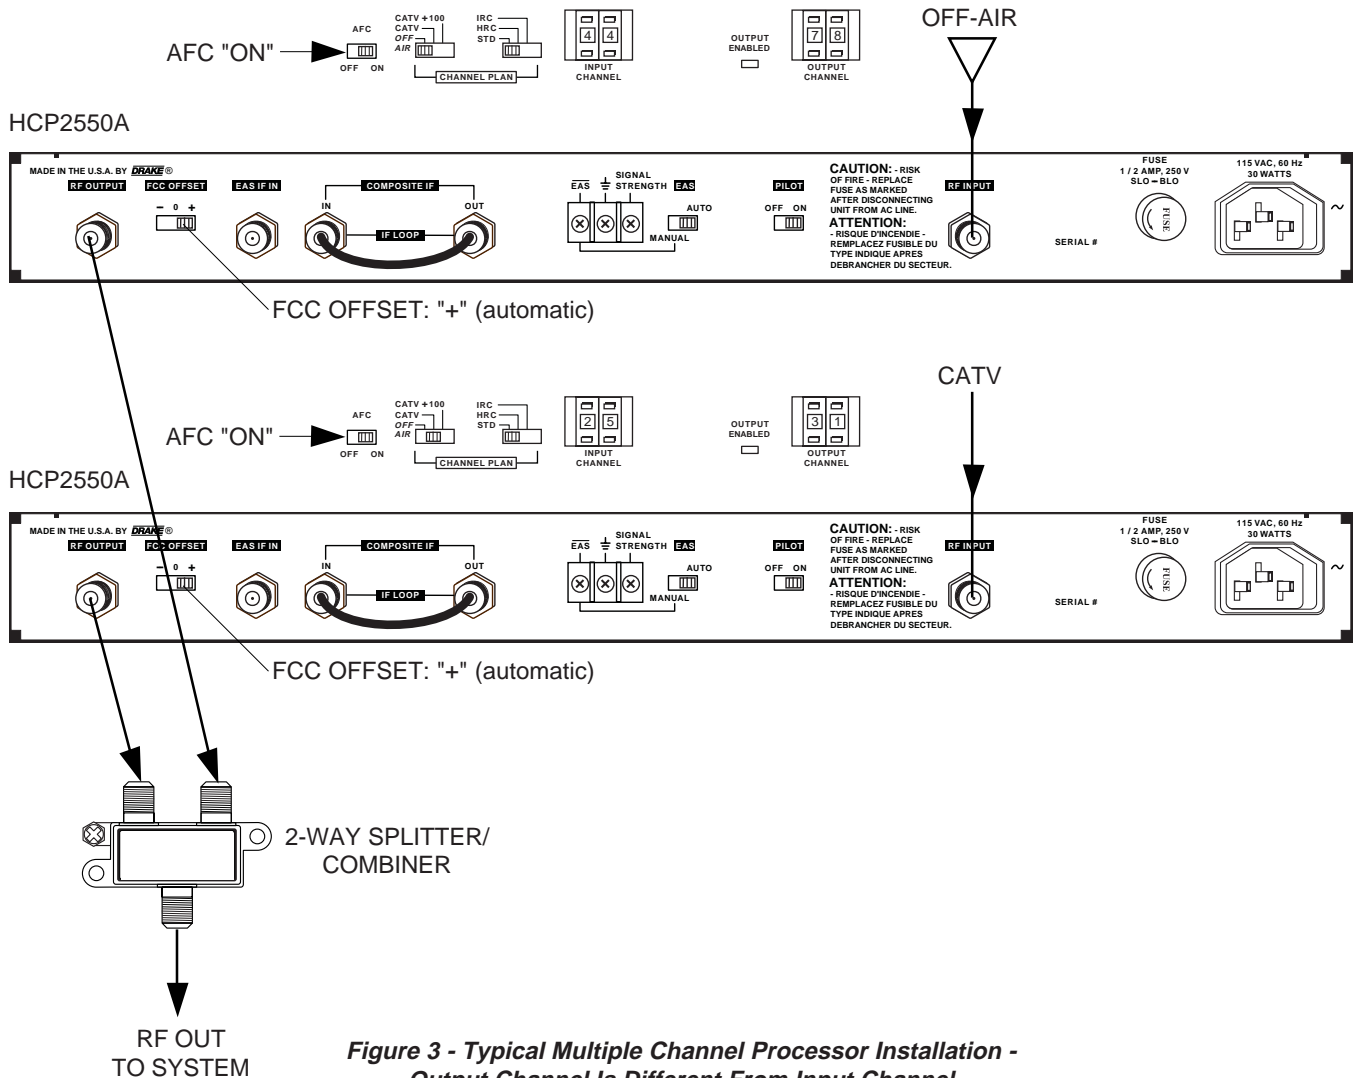 OFF-AIR
AFC "ON"
AFC
OFF ON
CATV +100
CATV
OFF
AIR
IRC
HRC
STD
CHANNEL PLAN
4 4
INPUT
CHANNEL
OUTPUT
ENABLED
7 8
OUTPUT
CHANNEL
HCP2550A
MADE IN THE U.S.A. BY DRAKE®
RF OUTPUT
FCC OFFSET
– 0 +
EAS IF IN
COMPOSITE IF
IN
OUT
IF LOOP
EAS
SIGNAL
STRENGTH
EAS
AUTO
MANUAL
PILOT
OFF ON
CAUTION: - RISK
OF FIRE - REPLACE
FUSE AS MARKED
AFTER DISCONNECTING
UNIT FROM AC LINE.
ATTENTION:
- RISQUE D'INCENDIE -
REMPLACEZ FUSIBLE DU
TYPE INDIQUE APRES
DEBRANCHER DU SECTEUR.
RF INPUT
SERIAL #
FUSE
1 / 2 AMP, 250 V
SLO – BLO
FUSE
115 VAC, 60 Hz
30 WATTS
~
FCC OFFSET: "+" (automatic)
CATV
AFC "ON"
AFC
OFF ON
CATV +100
CATV
OFF
AIR
IRC
HRC
STD
CHANNEL PLAN
2 5
INPUT
CHANNEL
OUTPUT
ENABLED
3 1
OUTPUT
CHANNEL
HCP2550A
MADE IN THE U.S.A. BY DRAKE®
RF OUTPUT
FCC OFFSET
– 0 +
EAS IF IN
COMPOSITE IF
IN
OUT
IF LOOP
EAS
SIGNAL
STRENGTH
EAS
AUTO
MANUAL
PILOT
OFF ON
CAUTION: - RISK
OF FIRE - REPLACE
FUSE AS MARKED
AFTER DISCONNECTING
UNIT FROM AC LINE.
ATTENTION:
- RISQUE D'INCENDIE -
REMPLACEZ FUSIBLE DU
TYPE INDIQUE APRES
DEBRANCHER DU SECTEUR.
RF INPUT
SERIAL #
FUSE
1 / 2 AMP, 250 V
SLO – BLO
FUSE
115 VAC, 60 Hz
30 WATTS
~
FCC OFFSET: "+" (automatic)
2-WAY SPLITTER/
COMBINER
RF OUT
TO SYSTEM
Figure 3 - Typical Multiple Channel Processor Installation -
Output Channel Is Different From Input Channel